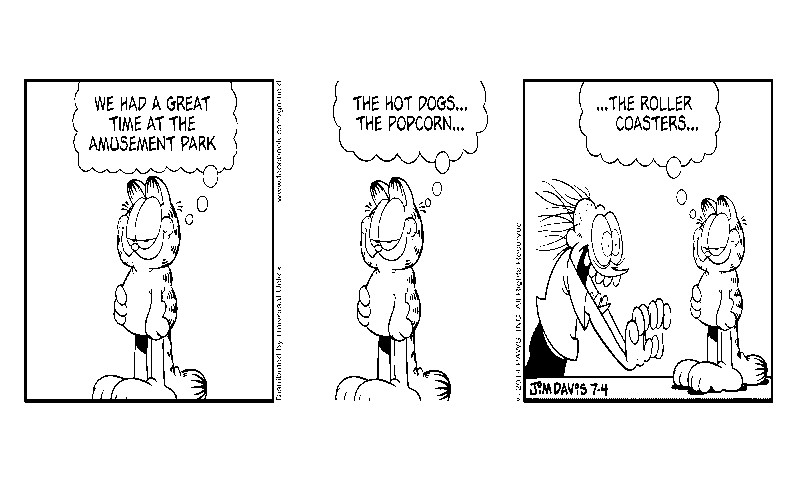 WE HAD A GREAT
TIME AT THE
AMUSEMENT PARK
THE HOT DOGS...
THE POPCORN...
...THE ROLLER
COASTERS...
JIM DAVIS 7-4